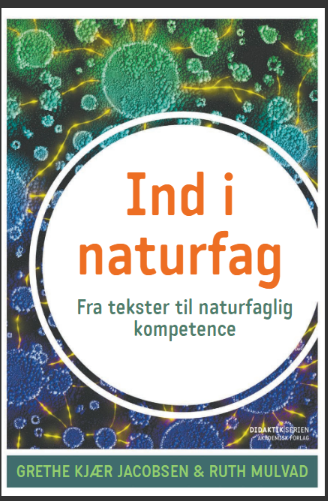 Ind i
naturfag
Fra tekster til naturfaglig
kompetence
DIDAKTIKSERIEN
AKADEMISK FORLAG
GRETHE KJÆR JACOBSEN & RUTH MULVAD